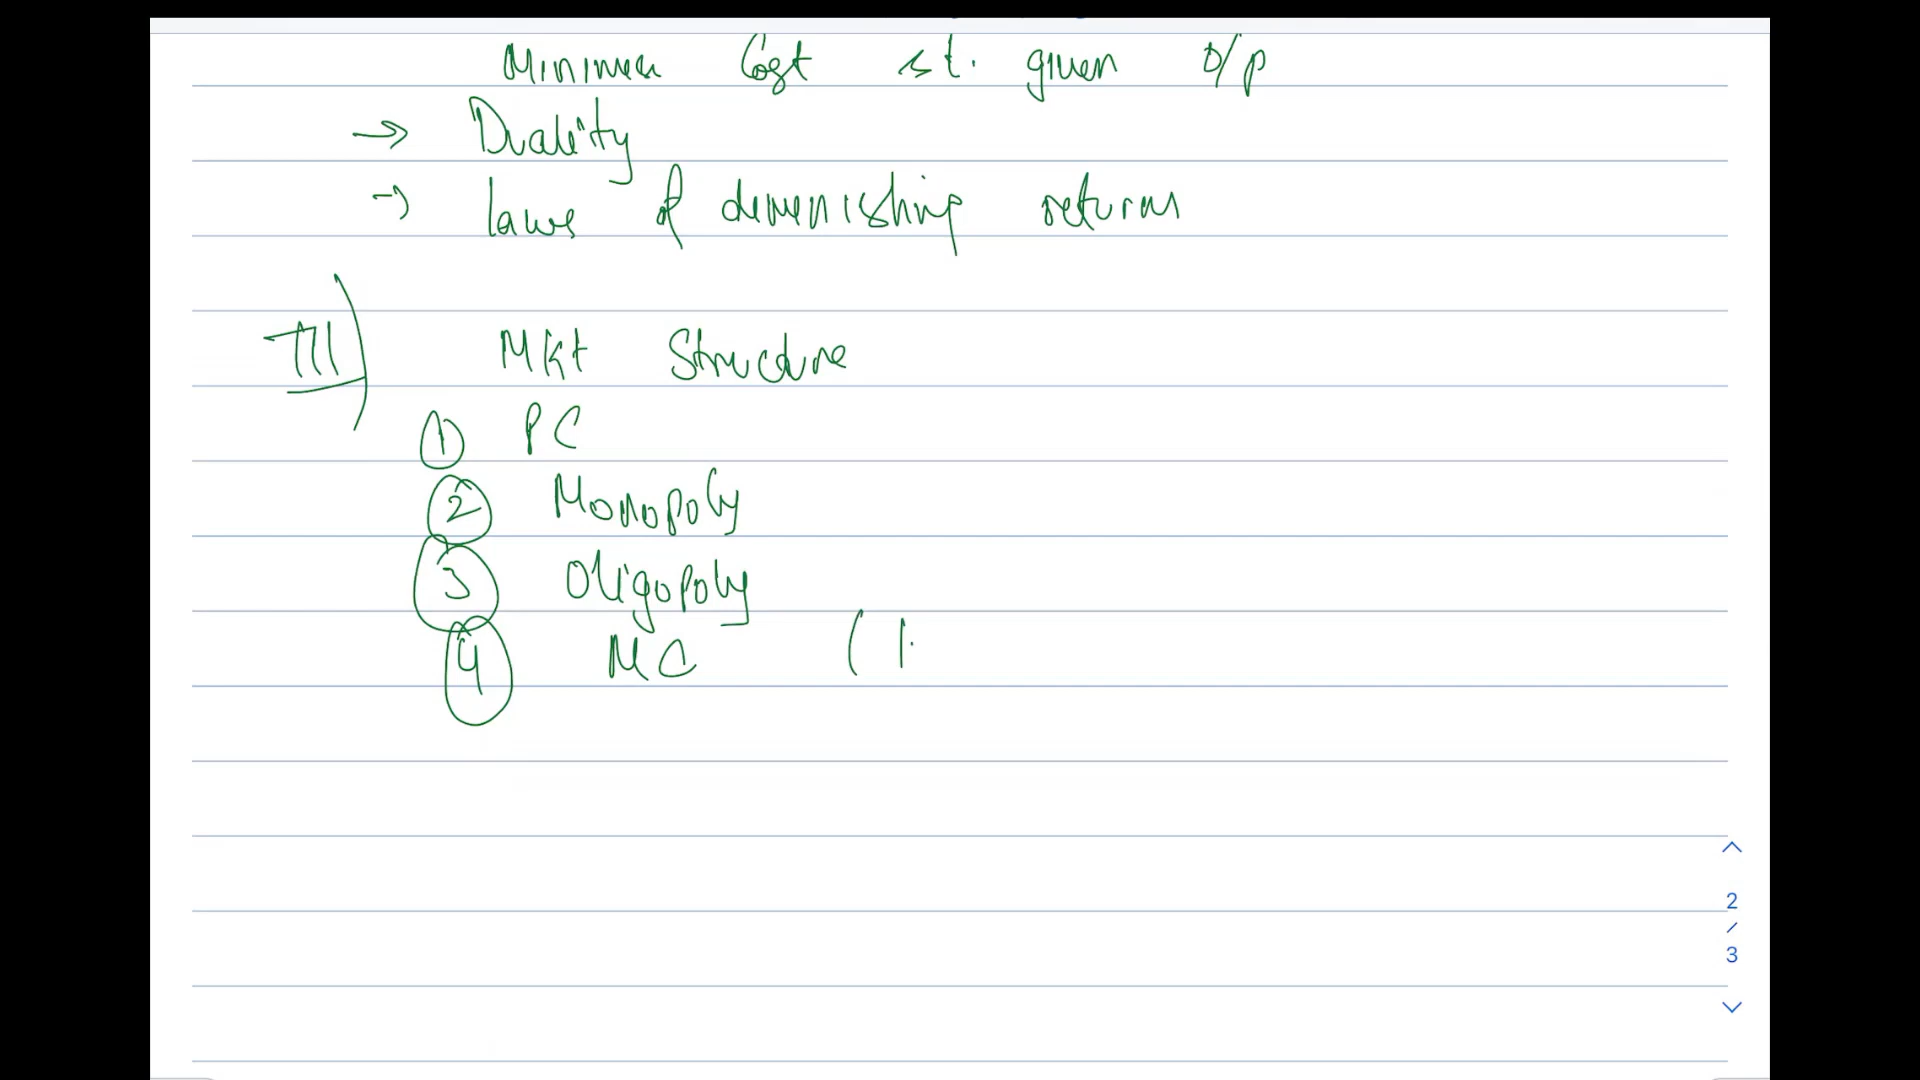 Minimize Cost s.t. given o/p
→ Duality
→ laws of diminishing returns
III) Mkt Structure
① PC
② Monopoly
③ Oligopoly
④ MC (
2
/
3